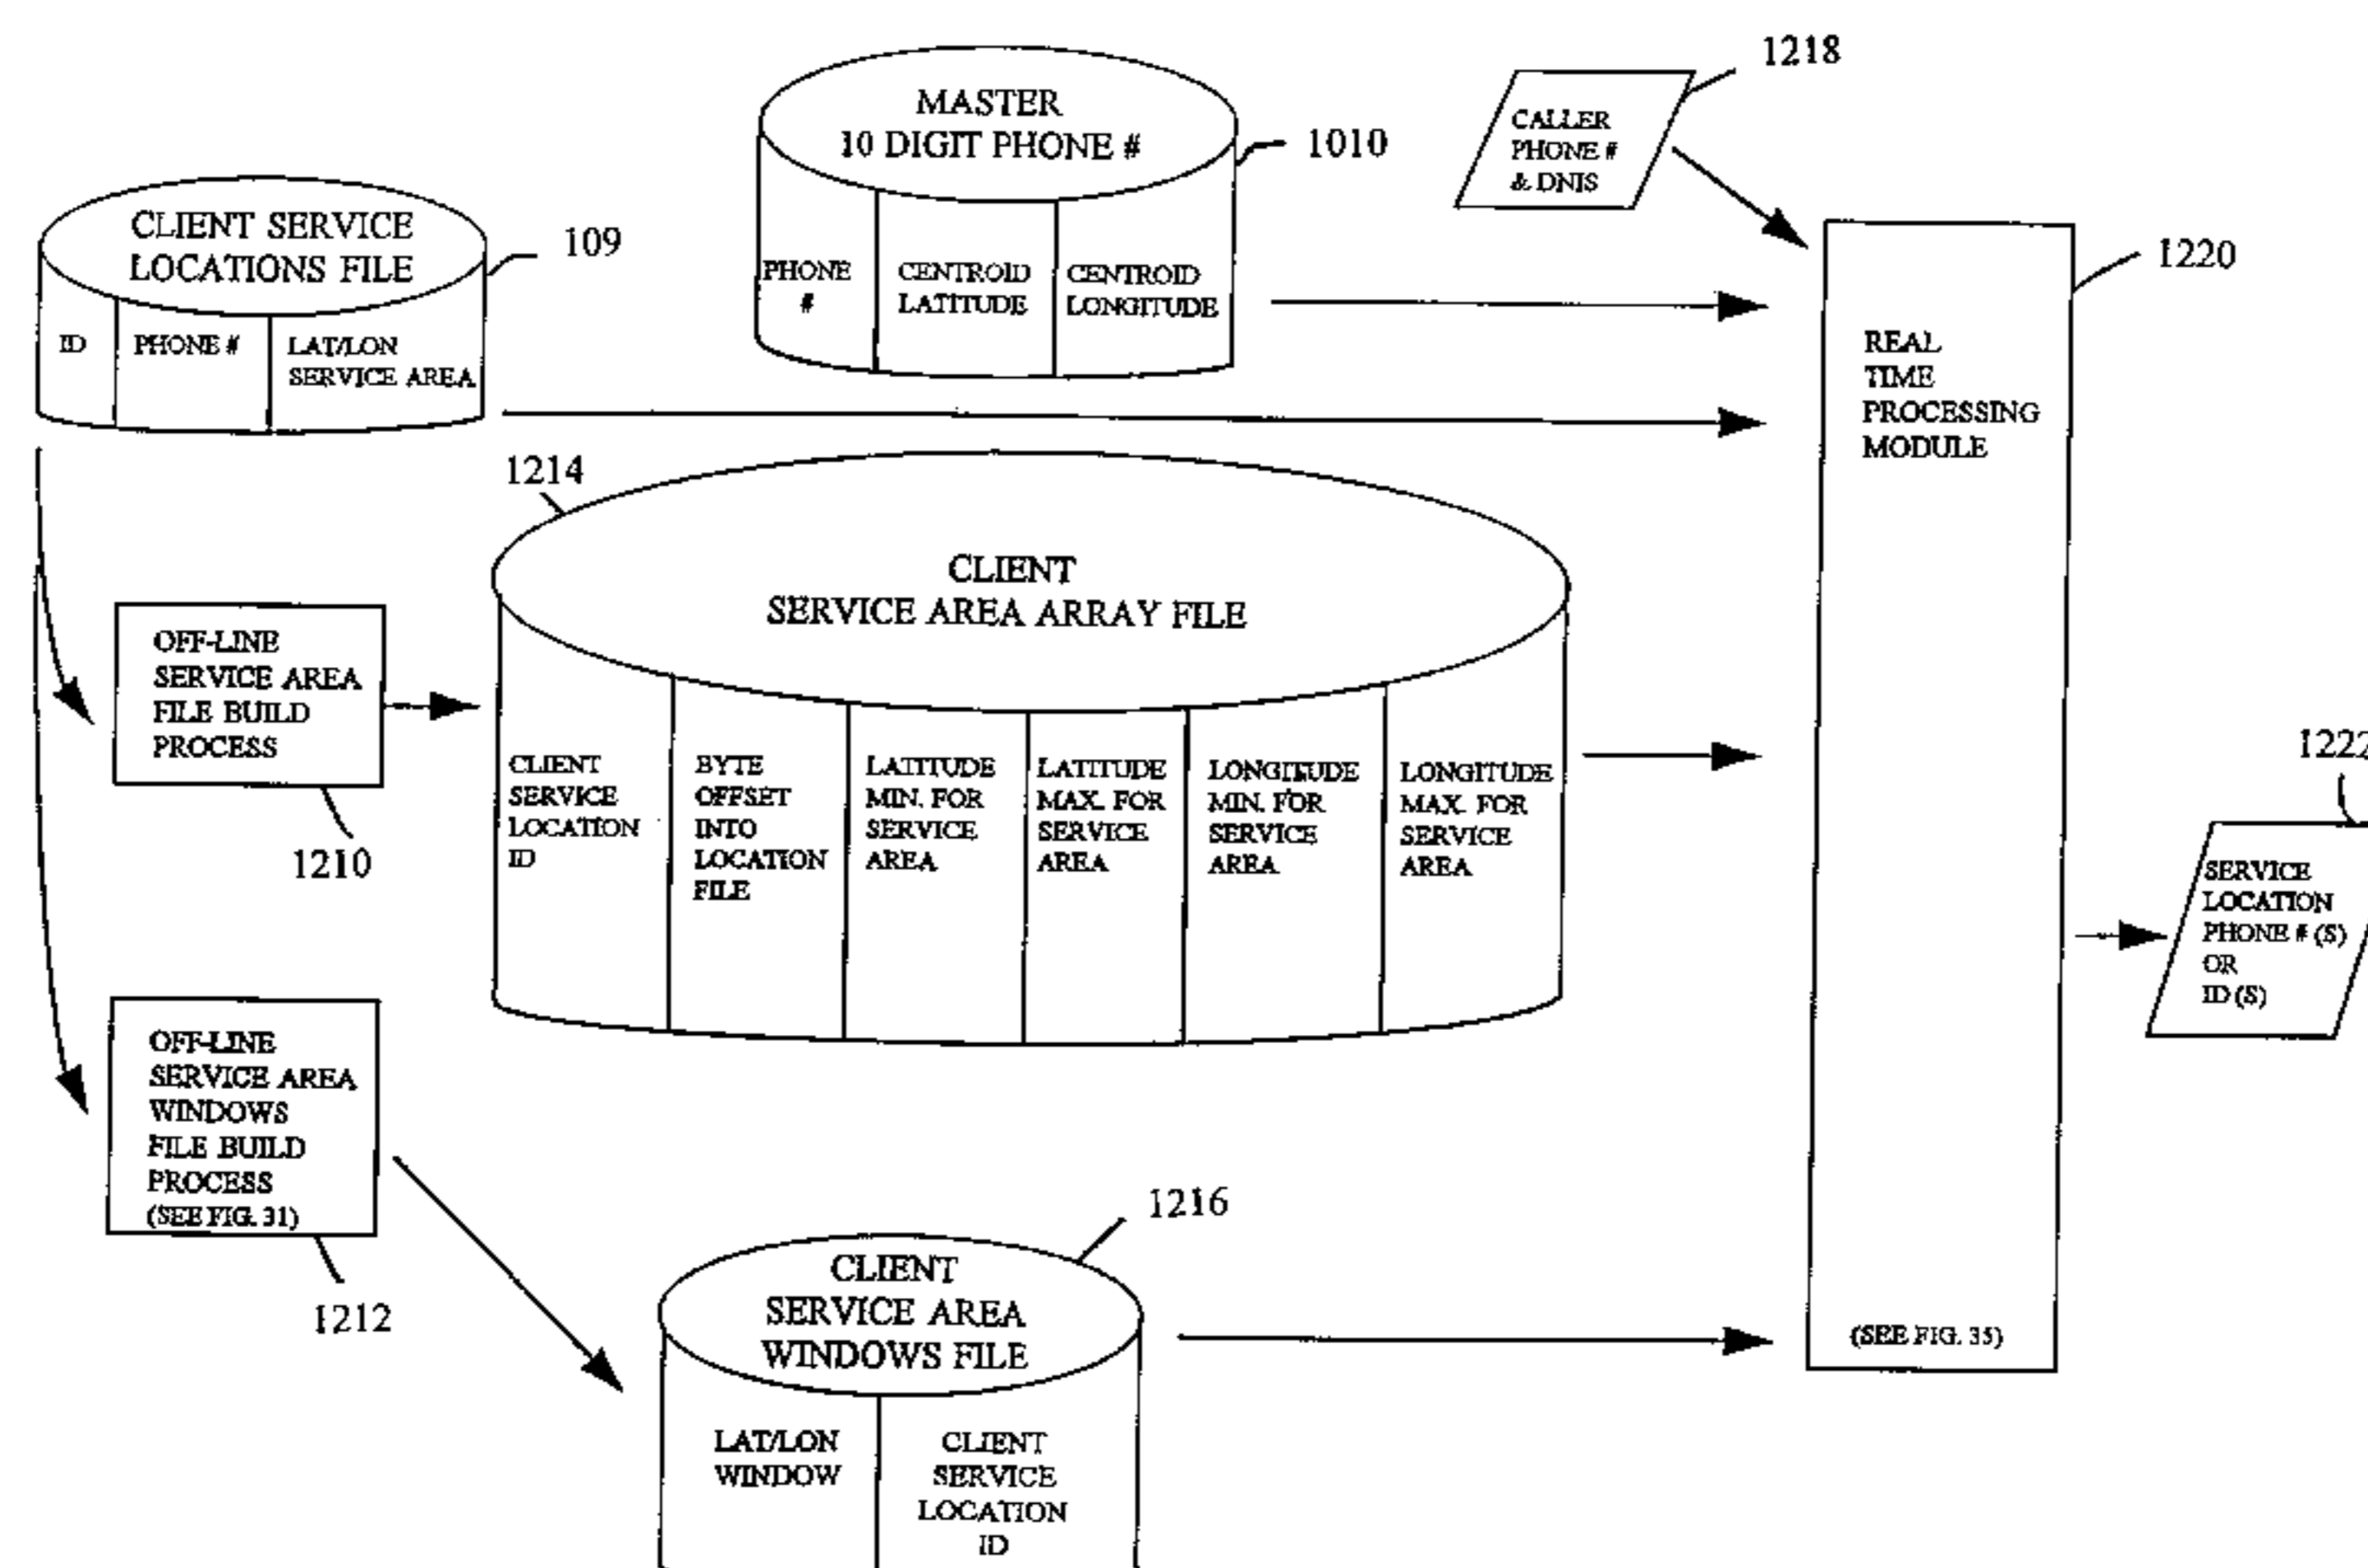 1218
MASTER
10 DIGIT PHONE #
1010
CALLER
PHONE #
& DNIS
CLIENT SERVICE
LOCATIONS FILE
109
1220
PHONE
#
CENTROID
LATITUDE
CENTROID
LONGITUDE
ID
PHONE #
LAT/LON
SERVICE AREA
REAL
TIME
PROCESSING
MODULE
1214
CLIENT
SERVICE AREA ARRAY FILE
OFF-LINE
SERVICE AREA
FILE BUILD
PROCESS
1210
CLIENT
SERVICE
LOCATION
ID
BYTE
OFFSET
INTO
LOCATION
FILE
LATITUDE
MIN. FOR
SERVICE
AREA
LATITUDE
MAX. FOR
SERVICE
AREA
LONGITUDE
MIN. FOR
SERVICE
AREA
LONGITUDE
MAX. FOR
SERVICE
AREA
1222
SERVICE
LOCATION
PHONE # (S)
OR
ID (S)
OFF-LINE
SERVICE AREA
WINDOWS
FILE BUILD
PROCESS
(SEE FIG. 31)
1212
1216
CLIENT
SERVICE AREA
WINDOWS FILE
(SEE FIG. 35)
LAT/LON
WINDOW
CLIENT
SERVICE
LOCATION
ID